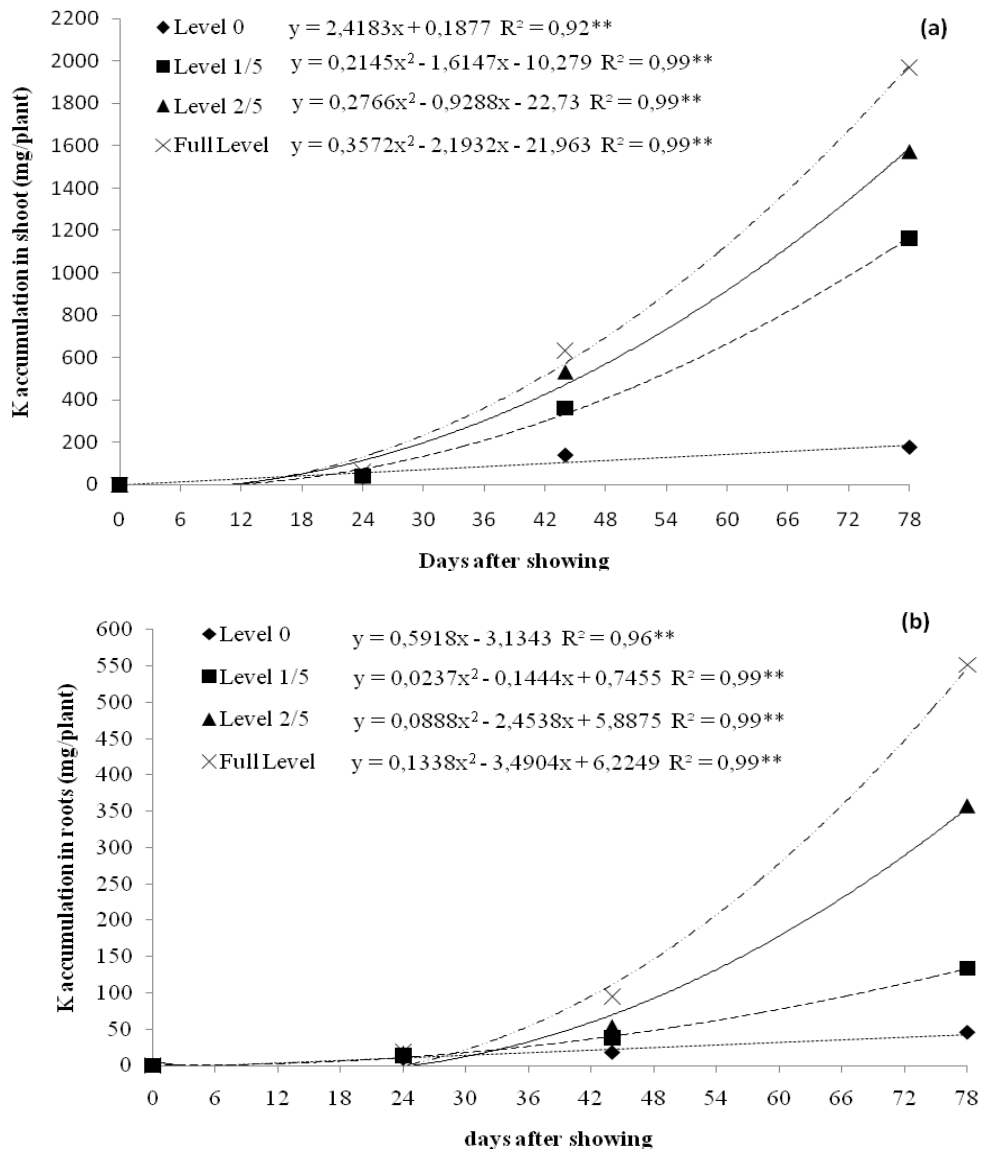 (a)
Level 0 y = 2,4183x + 0,1877 R² = 0,92**
Level 1/5 y = 0,2145x² - 1,6147x - 10,279 R² = 0,99**
Level 2/5 y = 0,2766x² - 0,9288x - 22,73 R² = 0,99**
Full Level y = 0,3572x² - 2,1932x - 21,963 R² = 0,99**
K accumulation in shoot (mg/plant)
2200
2000
1800
1600
1400
1200
1000
800
600
400
200
0
0 6 12 18 24 30 36 42 48 54 60 66 72 78
Days after showing
(b)
Level 0 y = 0,5918x - 3,1343 R² = 0,96**
Level 1/5 y = 0,0237x² - 0,1444x + 0,7455 R² = 0,99**
Level 2/5 y = 0,0888x² - 2,4538x + 5,8875 R² = 0,99**
Full Level y = 0,1338x² - 3,4904x + 6,2249 R² = 0,99**
K accumulation in roots (mg/plant)
600
550
500
450
400
350
300
250
200
150
100
50
0
0 6 12 18 24 30 36 42 48 54 60 66 72 78
days after showing